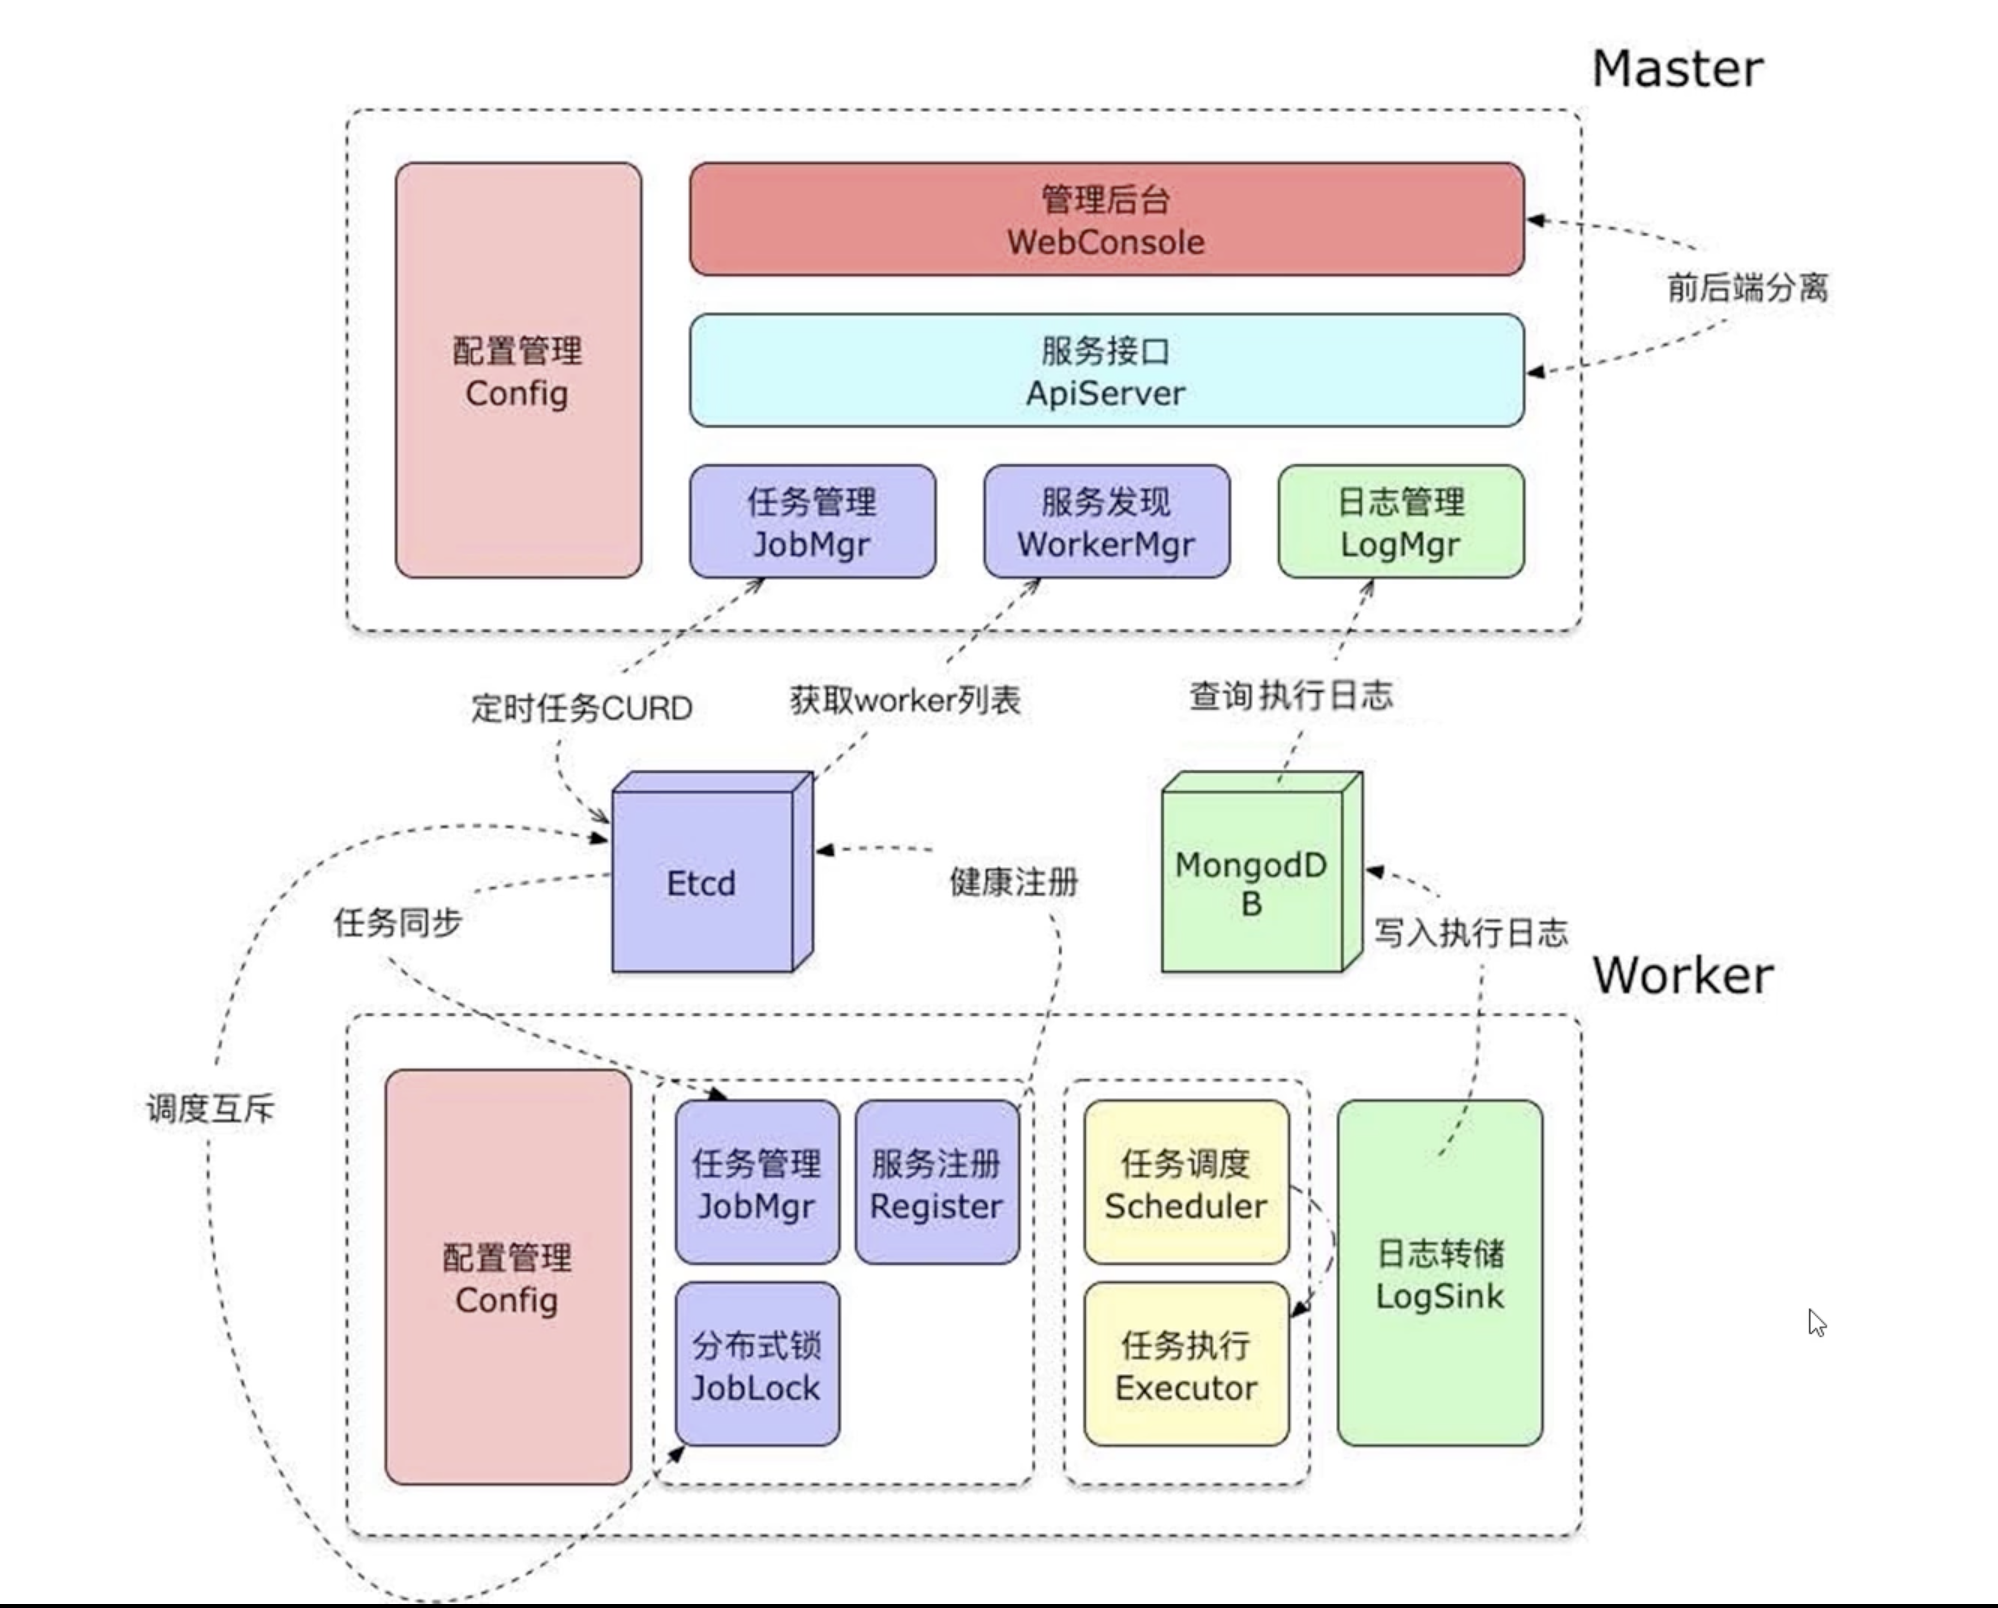 Master
管理后台
WebConsole
前后端分离
配置管理
Config
服务接口
ApiServer
任务管理
JobMgr
服务发现
WorkerMgr
日志管理
LogMgr
定时任务CURD
获取worker列表
查询执行日志
Etcd
健康注册
MongodD
B
任务同步
写入执行日志
Worker
调度互斥
配置管理
Config
任务管理
JobMgr
服务注册
Register
任务调度
Scheduler
日志转储
LogSink
分布式锁
JobLock
任务执行
Executor